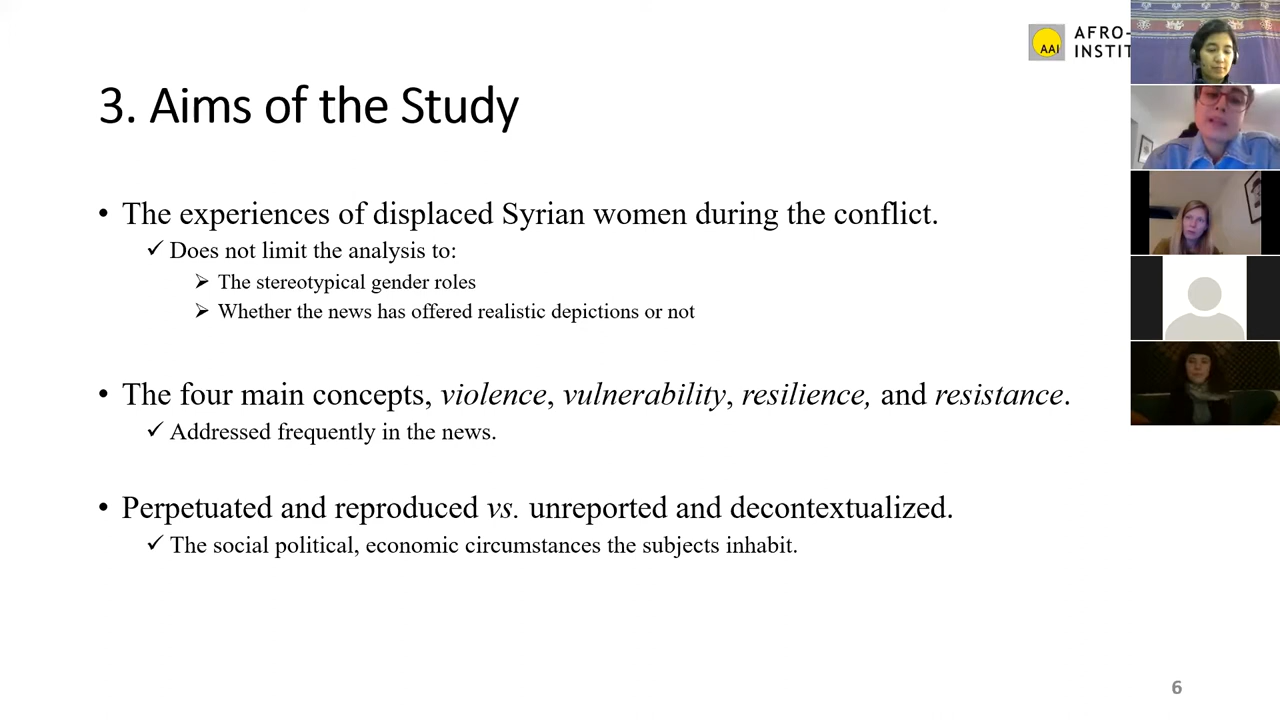 AFRO-
INSTIT
AAI
3. Aims of the Study
• The experiences of displaced Syrian women during the conflict.
✓ Does not limit the analysis to:
➢ The stereotypical gender roles
➢ Whether the news has offered realistic depictions or not
• The four main concepts, violence, vulnerability, resilience, and resistance.
✓ Addressed frequently in the news.
• Perpetuated and reproduced vs. unreported and decontextualized.
✓ The social political, economic circumstances the subjects inhabit.
6